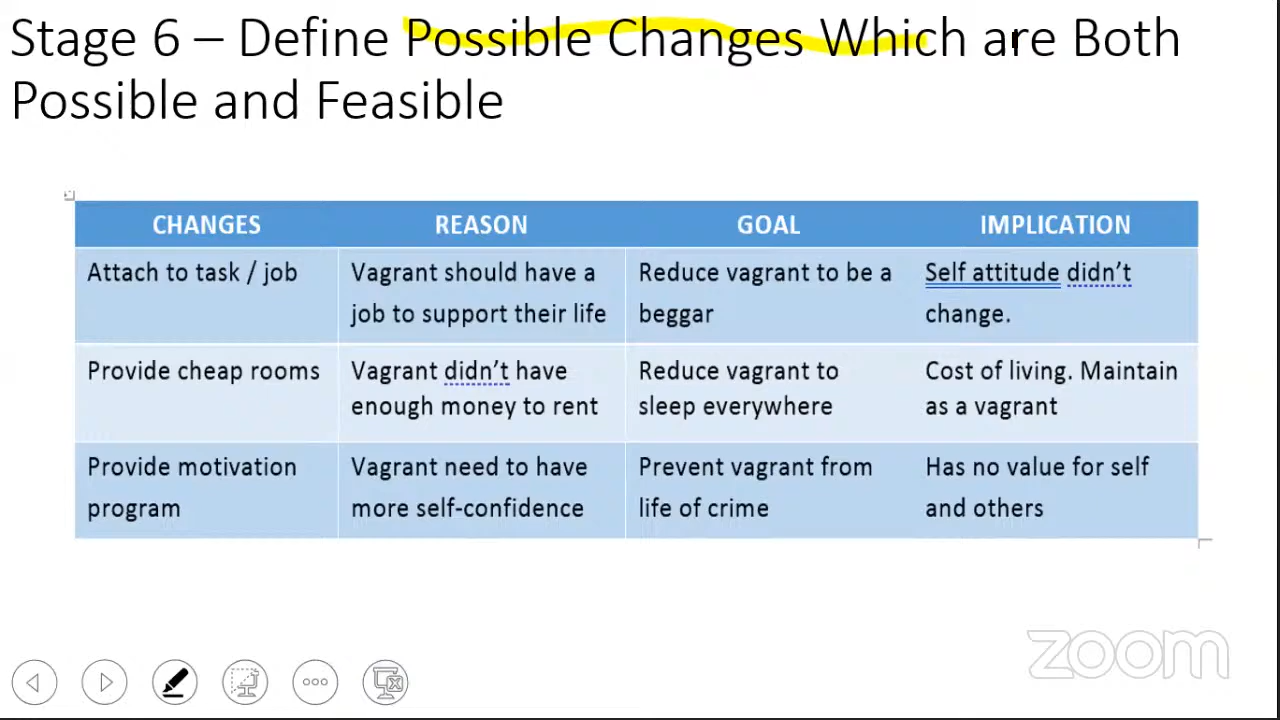 Stage 6 – Define Possible Changes Which are Both
Possible and Feasible
CHANGES REASON GOAL IMPLICATION
Attach to task / job
Vagrant should have a
job to support their life
Reduce vagrant to be a
beggar
Self attitude didn’t
change.
Provide cheap rooms
Vagrant didn’t have
enough money to rent
Reduce vagrant to
sleep everywhere
Cost of living. Maintain
as a vagrant
Provide motivation
program
Vagrant need to have
more self-confidence
Prevent vagrant from
life of crime
Has no value for self
and others
zoom